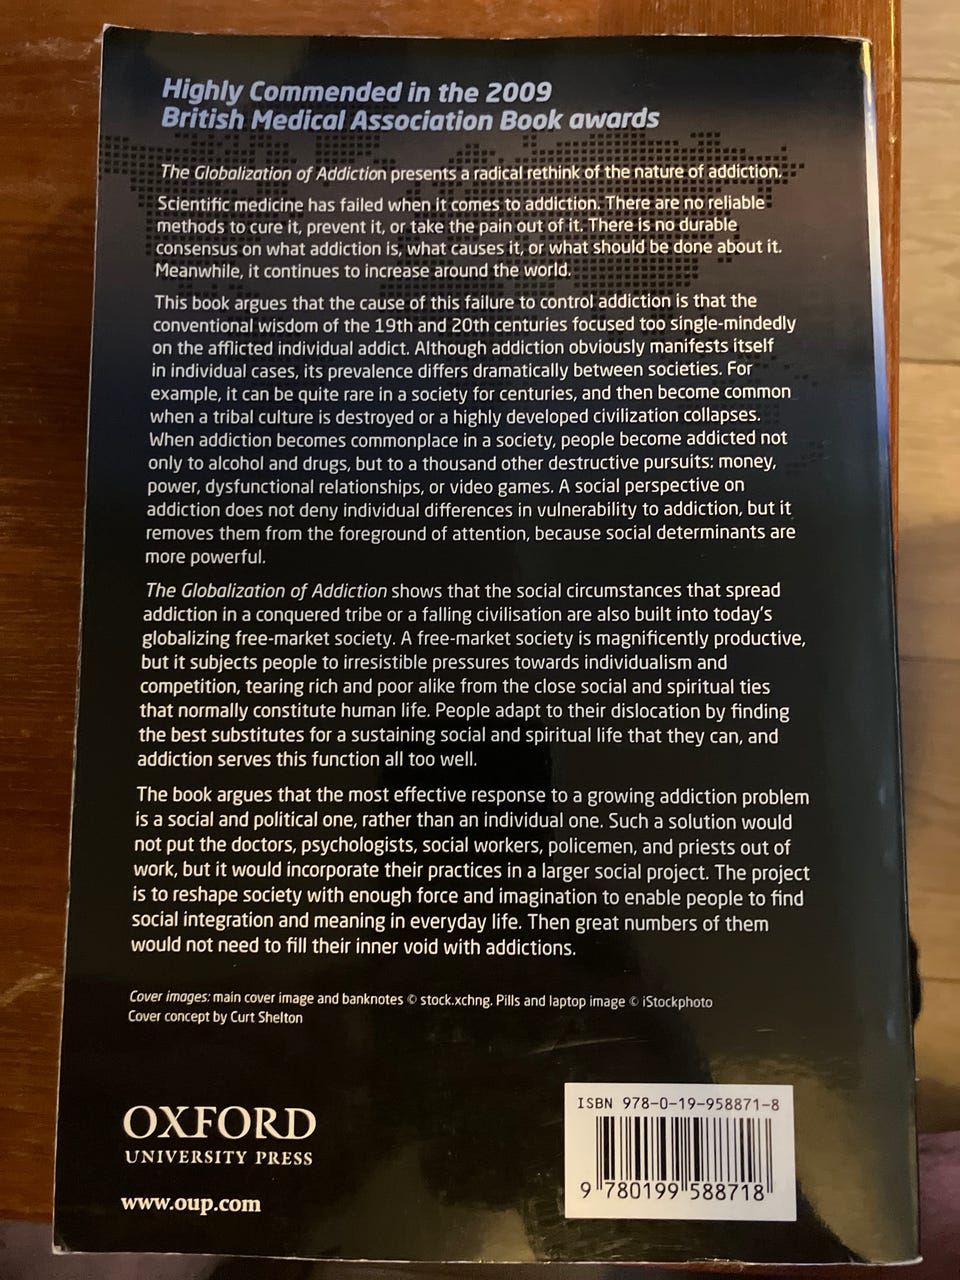 Highly Commended in the 2009
British Medical Association Book awards
The Globalization of Addiction presents a radical rethink of the nature of addiction.
Scientific medicine has failed when it comes to addiction. There are no reliable
methods to cure it, prevent it, or take the pain out of it. There is no durable
consensus on what addiction is, what causes it, or what should be done about it.
Meanwhile, it continues to increase around the world.
This book argues that the cause of this failure to control addiction is that the
conventional wisdom of the 19th and 20th centuries focused too single-mindedly
on the afflicted individual addict. Although addiction obviously manifests itself
in individual cases, its prevalence differs dramatically between societies. For
example, it can be quite rare in a society for centuries, and then become common
when a tribal culture is destroyed or a highly developed civilization collapses.
When addiction becomes commonplace in a society, people become addicted not
only to alcohol and drugs, but to a thousand other destructive pursuits: money,
power, dysfunctional relationships, or video games. A social perspective on
addiction does not deny individual differences in vulnerability to addiction, but it
removes them from the foreground of attention, because social determinants are
more powerful.
The Globalization of Addiction shows that the social circumstances that spread
addiction in a conquered tribe or a falling civilisation are also built into today's
globalizing free-market society. A free-market society is magnificently productive,
but it subjects people to irresistible pressures towards individualism and
competition, tearing rich and poor alike from the close social and spiritual ties
that normally constitute human life. People adapt to their dislocation by finding
the best substitutes for a sustaining social and spiritual life that they can, and
addiction serves this function all too well.
The book argues that the most effective response to a growing addiction problem
is a social and political one, rather than an individual one. Such a solution would
not put the doctors, psychologists, social workers, policemen, and priests out of
work, but it would incorporate their practices in a larger social project. The project
is to reshape society with enough force and imagination to enable people to find
social integration and meaning in everyday life. Then great numbers of them
would not need to fill their inner void with addictions.
Cover images: main cover image and banknotes © stock.xchng. Pills and laptop image © iStockphoto
Cover concept by Curt Shelton
OXFORD
UNIVERSITY PRESS
www.oup.com
ISBN 978-0-19-958871-8
9 780199 588718